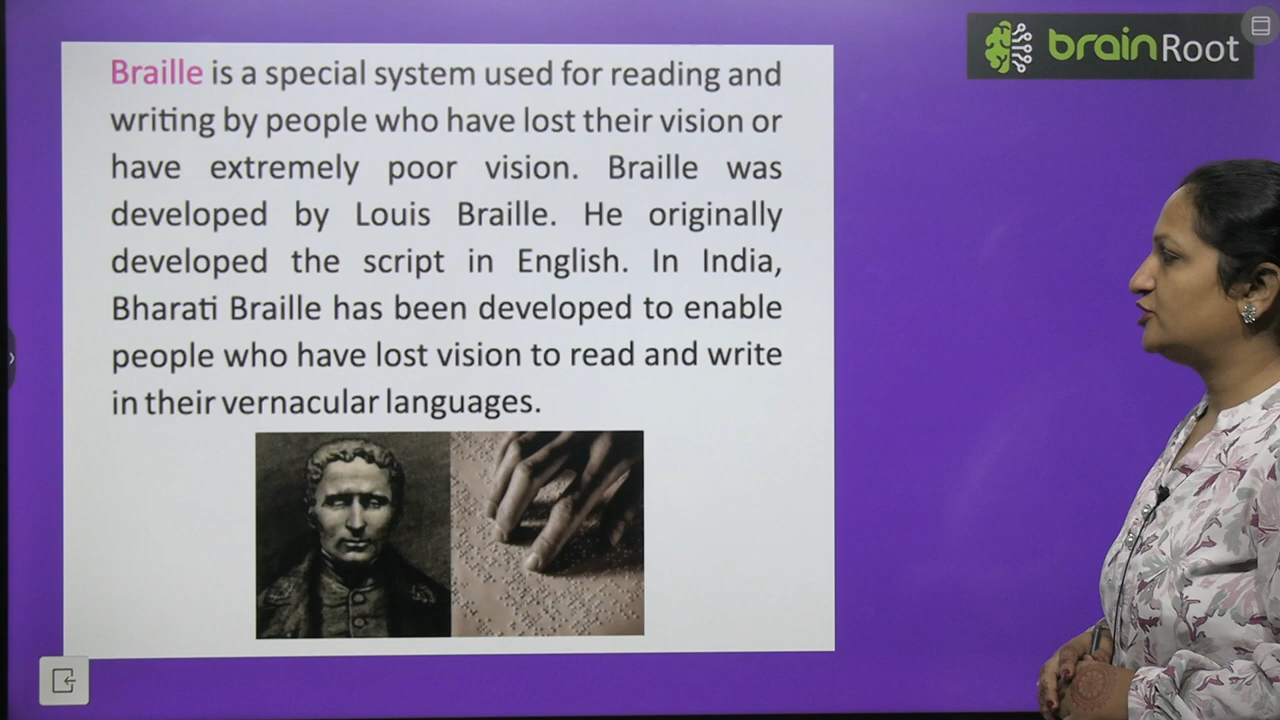 brainRoot
Braille is a special system used for reading and
writing by people who have lost their vision or
have extremely poor vision. Braille was
developed by Louis Braille. He originally
developed the script in English. In India,
Bharati Braille has been developed to enable
people who have lost vision to read and write
in their vernacular languages.